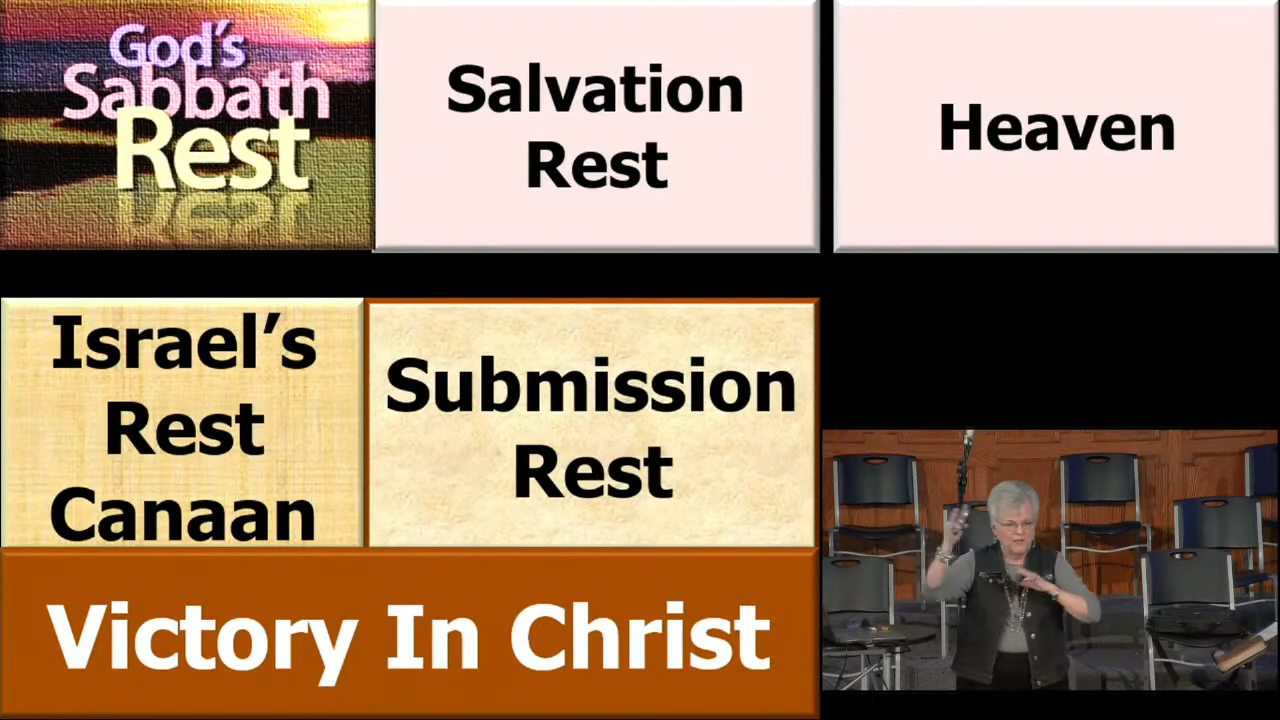 God's
Sabbath
Rest
Salvation
Rest
Heaven
Israel’s
Rest
Canaan
Submission
Rest
Victory In Christ